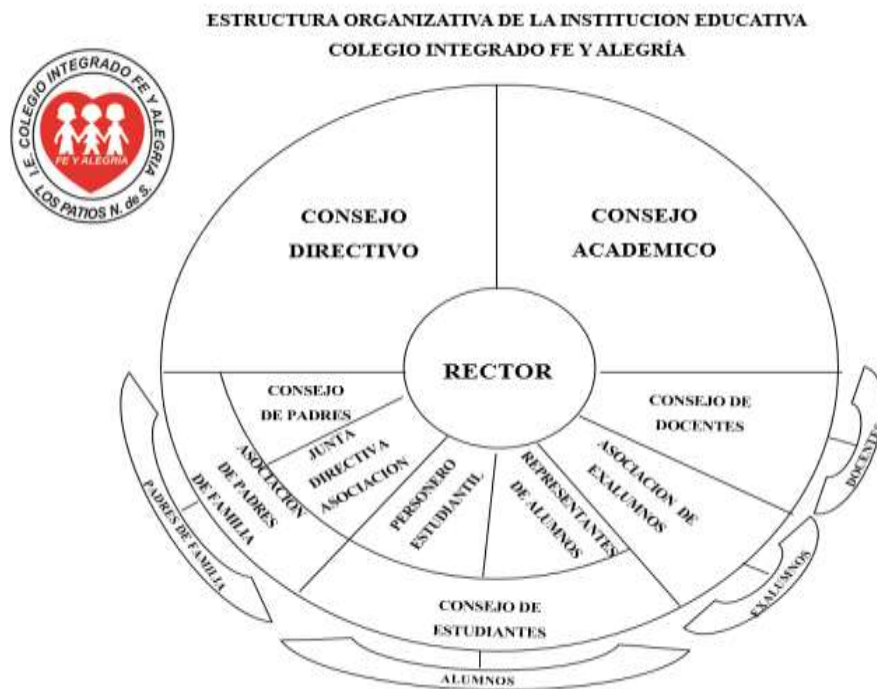 ESTRUCTURA ORGANIZATIVA DE LA INSTITUCION EDUCATIVA
COLEGIO INTEGRADO FE Y ALEGRÍA
I.E. COLEGIO INTEGRADO FE Y ALEGRIA
FE Y ALEGRIA
LOS PATIOS N. de S.
CONSEJO
DIRECTIVO
CONSEJO
ACADEMICO
RECTOR
CONSEJO
DE PADRES
JUNTA
DIRECTIVA
ASOCIACION
ASOCIACION
DE PADRES
DE FAMILIA
PERSONERO
ESTUDIANTIL
REPRESENTANTES
DE ALUMNOS
ASOCIACION DE
EXALUMNOS
CONSEJO DE
DOCENTES
CONSEJO DE
ESTUDIANTES
PADRES DE FAMILIA
ALUMNOS
EXALUMNOS
DOCENTES